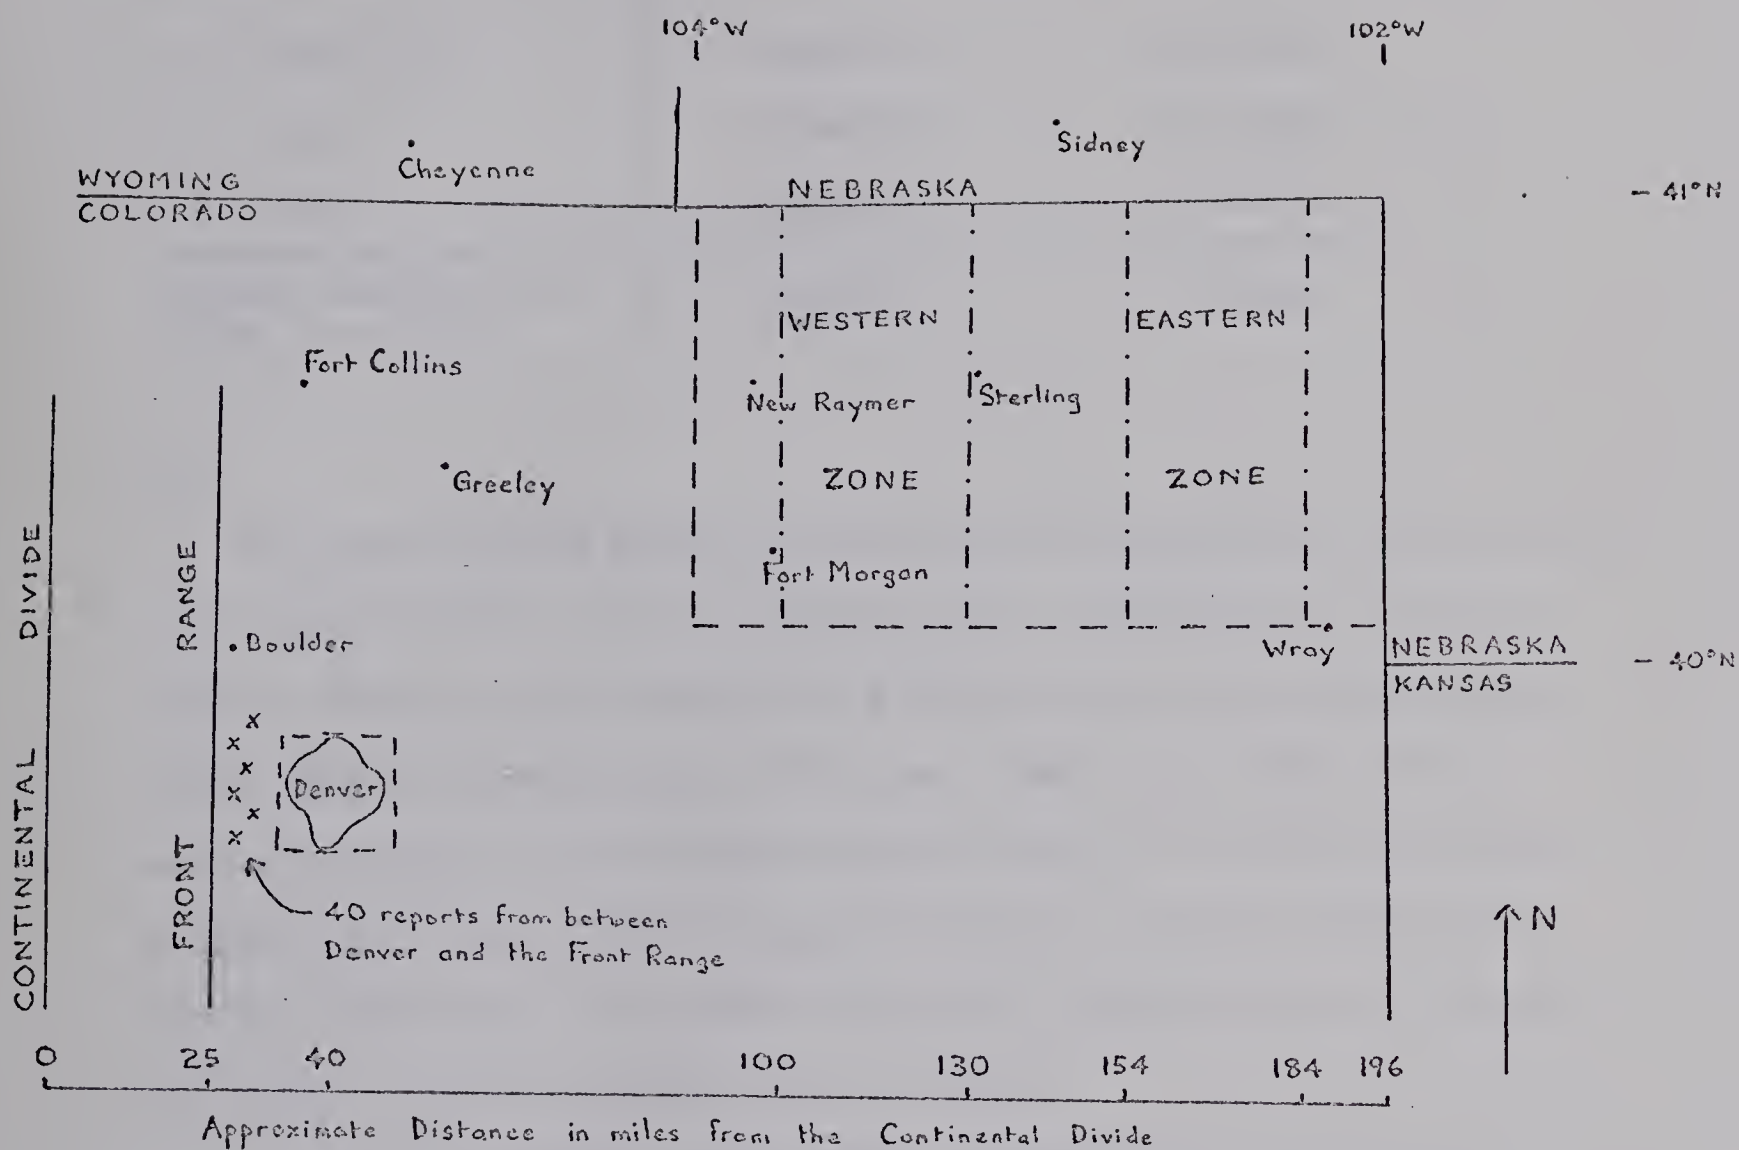 104°W
102°W
Sidney
Cheyenne
WYOMING
NEBRASKA
- 41°N
COLORADO
WESTERN
EASTERN
Fort Collins
New Raymer
Sterling
Greeley
ZONE
ZONE
Fort Morgan
CONTINENTAL DIVIDE
FRONT RANGE
Boulder
Wray
NEBRASKA
- 40°N
KANSAS
x
x
x
Denver
x
x
x
40 reports from between
Denver and the Front Range
N
0 25 40 100 130 154 184 196
Approximate Distance in miles from the Continental Divide